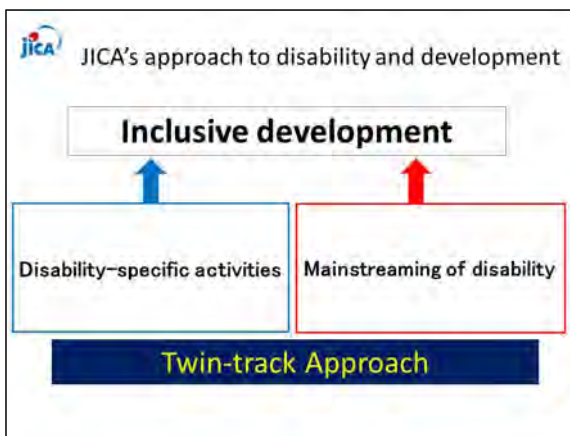 jICA
JICA's approach to disability and development
Inclusive development
Disability-specific activities
Mainstreaming of disability
Twin-track Approach